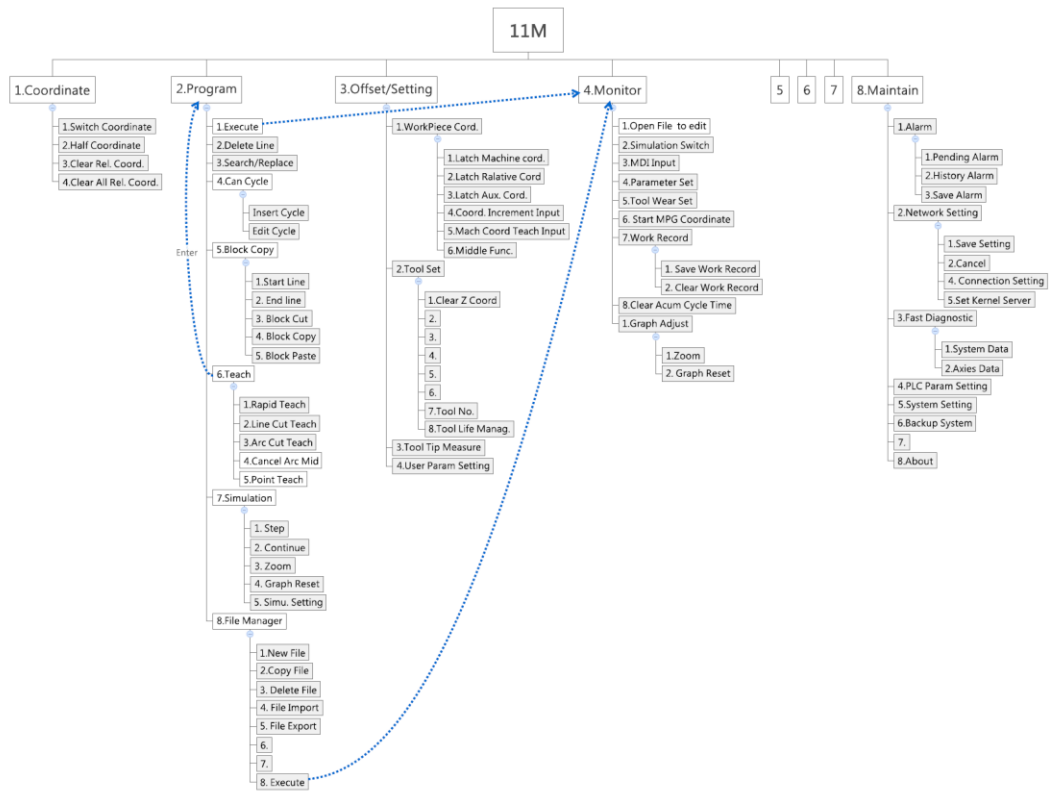 11M
1.Coordinate
1.Switch Coordinate
2.Half Coordinate
3.Clear Rel. Coord.
4.Clear All Rel. Coord.
2.Program
1.Execute
2.Delete Line
3.Search/Replace
4.Can Cycle
Insert Cycle
Edit Cycle
5.Block Copy
1.Start Line
2. End line
3. Block Cut
4. Block Copy
5. Block Paste
6.Teach
Enter
1.Rapid Teach
2.Line Cut Teach
3.Arc Cut Teach
4.Cancel Arc Mid
5.Point Teach
7.Simulation
1. Step
2. Continue
3. Zoom
4. Graph Reset
5. Simu. Setting
8.File Manager
1.New File
2.Copy File
3. Delete File
4. File Import
5. File Export
6.
7.
8. Execute
3.Offset/Setting
1.WorkPiece Cord.
1.Latch Machine cord.
2.Latch Ralative Cord
3.Latch Aux. Cord.
4.Coord. Increment Input
5.Mach Coord Teach Input
6.Middle Func.
2.Tool Set
1.Clear Z Coord
2.
3.
4.
5.
6.
7.Tool No.
8.Tool Life Manag.
3.Tool Tip Measure
4.User Param Setting
4.Monitor
1.Open File to edit
2.Simulation Switch
3.MDI Input
4.Parameter Set
5.Tool Wear Set
6. Start MPG Coordinate
7.Work Record
1. Save Work Record
2. Clear Work Record
8.Clear Acum Cycle Time
1.Graph Adjust
1.Zoom
2. Graph Reset
5
6
7
8.Maintain
1.Alarm
1.Pending Alarm
2.History Alarm
3.Save Alarm
2.Network Setting
1.Save Setting
2.Cancel
4. Connection Setting
5.Set Kernel Server
3.Fast Diagnostic
1.System Data
2.Axies Data
4.PLC Param Setting
5.System Setting
6.Backup System
7.
8.About